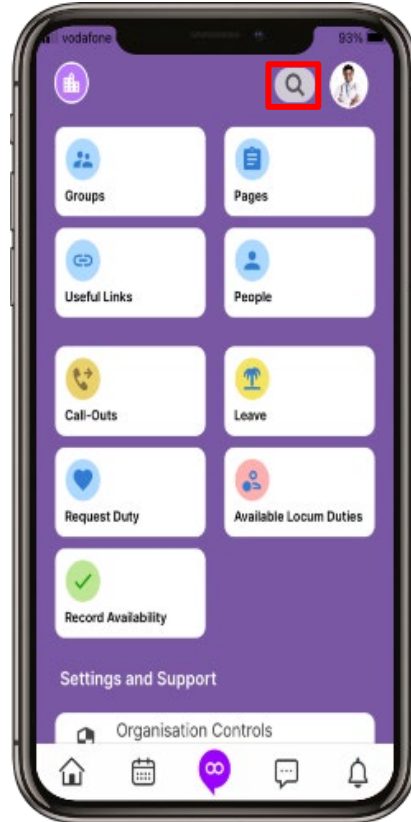 vodafone 93%
Groups Pages
Useful Links People
Call-Outs Leave
Request Duty Available Locum Duties
Record Availability
Settings and Support
Organisation Controls